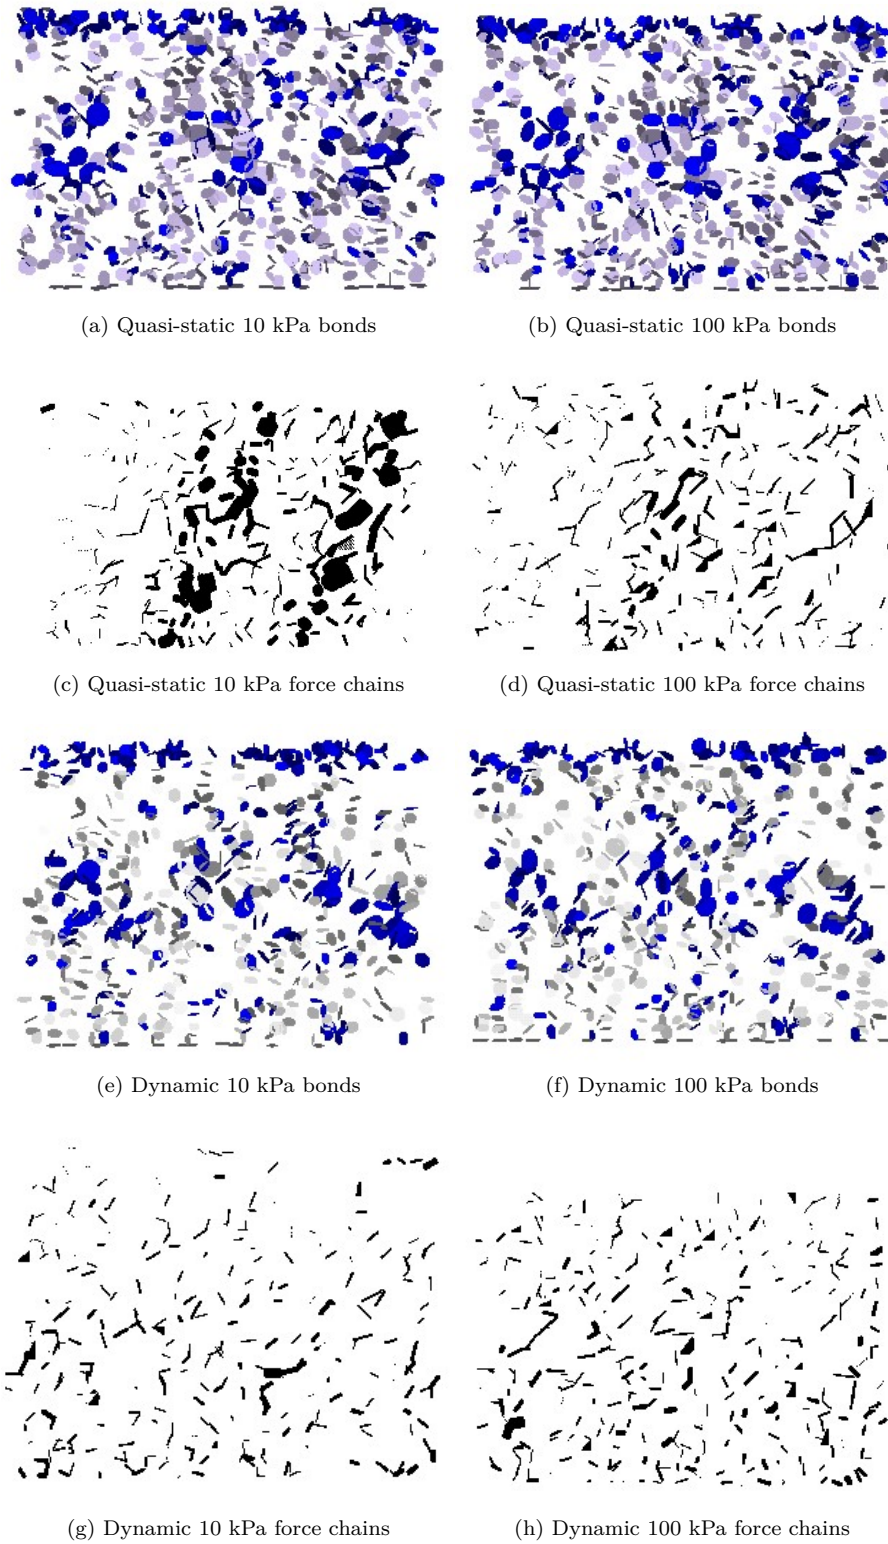 (a) Quasi-static 10 kPa bonds
(b) Quasi-static 100 kPa bonds
(c) Quasi-static 10 kPa force chains
(d) Quasi-static 100 kPa force chains
(e) Dynamic 10 kPa bonds
(f) Dynamic 100 kPa bonds
(g) Dynamic 10 kPa force chains
(h) Dynamic 100 kPa force chains